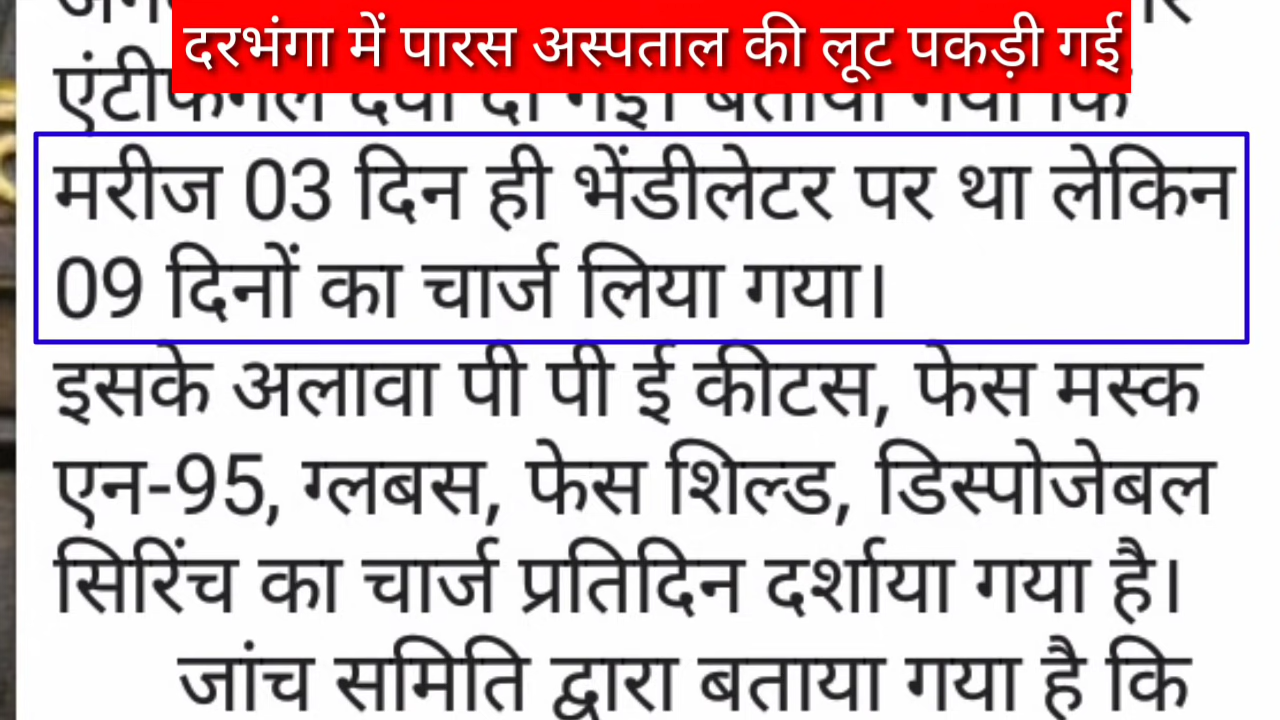 दरभंगा में पारस अस्पताल की लूट पकड़ी गई
मरीज 03 दिन ही भेंडीलेटर पर था लेकिन
09 दिनों का चार्ज लिया गया।
इसके अलावा पी पी ई कीटस, फेस मस्क
एन-95, ग्लबस, फेस शिल्ड, डिस्पोजेबल
सिरिंच का चार्ज प्रतिदिन दर्शाया गया है।
जांच समिति द्वारा बताया गया है कि